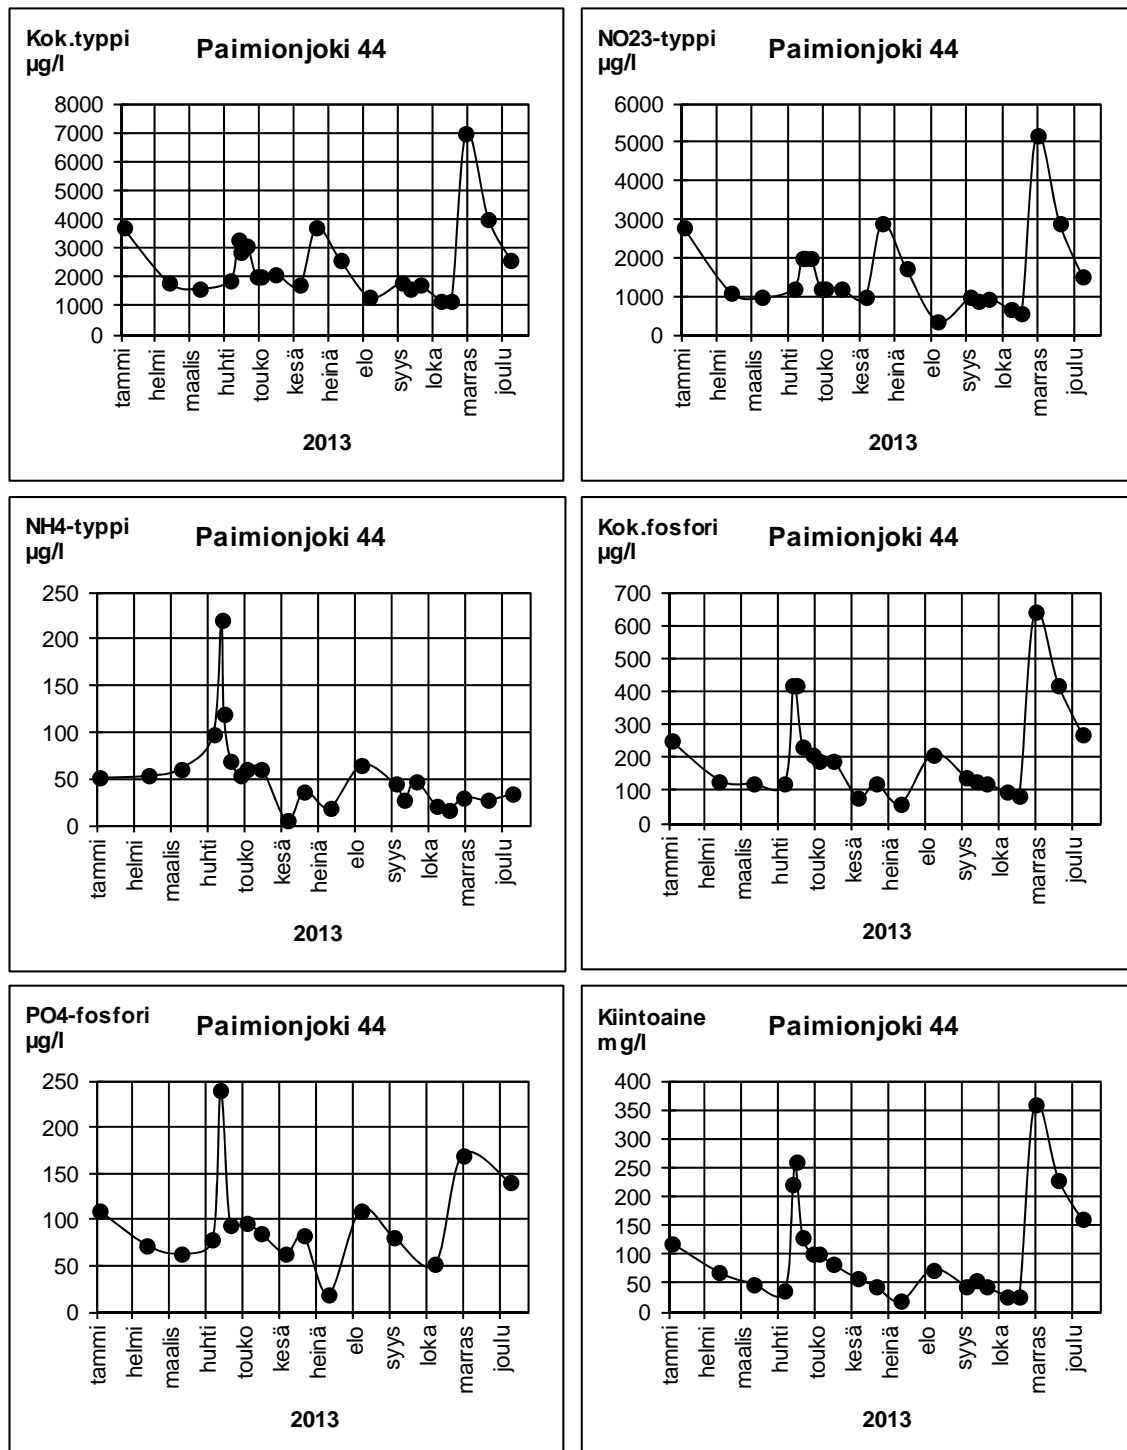 Kok.typpi
µg/l
Paimionjoki 44
8000
7000
6000
5000
4000
3000
2000
1000
0
tammi
helmi
maalis
huhti
touko
kesä
heinä
elo
syys
loka
marras
joulu
2013
NO23-typpi
µg/l
Paimionjoki 44
6000
5000
4000
3000
2000
1000
0
tammi
helmi
maalis
huhti
touko
kesä
heinä
elo
syys
loka
marras
joulu
2013
NH4-typpi
µg/l
Paimionjoki 44
250
200
150
100
50
0
tammi
helmi
maalis
huhti
touko
kesä
heinä
elo
syys
loka
marras
joulu
2013
Kok.fosfori
µg/l
Paimionjoki 44
700
600
500
400
300
200
100
0
tammi
helmi
maalis
huhti
touko
kesä
heinä
elo
syys
loka
marras
joulu
2013
PO4-fosfori
µg/l
Paimionjoki 44
250
200
150
100
50
0
tammi
helmi
maalis
huhti
touko
kesä
heinä
elo
syys
loka
marras
joulu
2013
Kiintoaine
mg/l
Paimionjoki 44
400
350
300
250
200
150
100
50
0
tammi
helmi
maalis
huhti
touko
kesä
heinä
elo
syys
loka
marras
joulu
2013